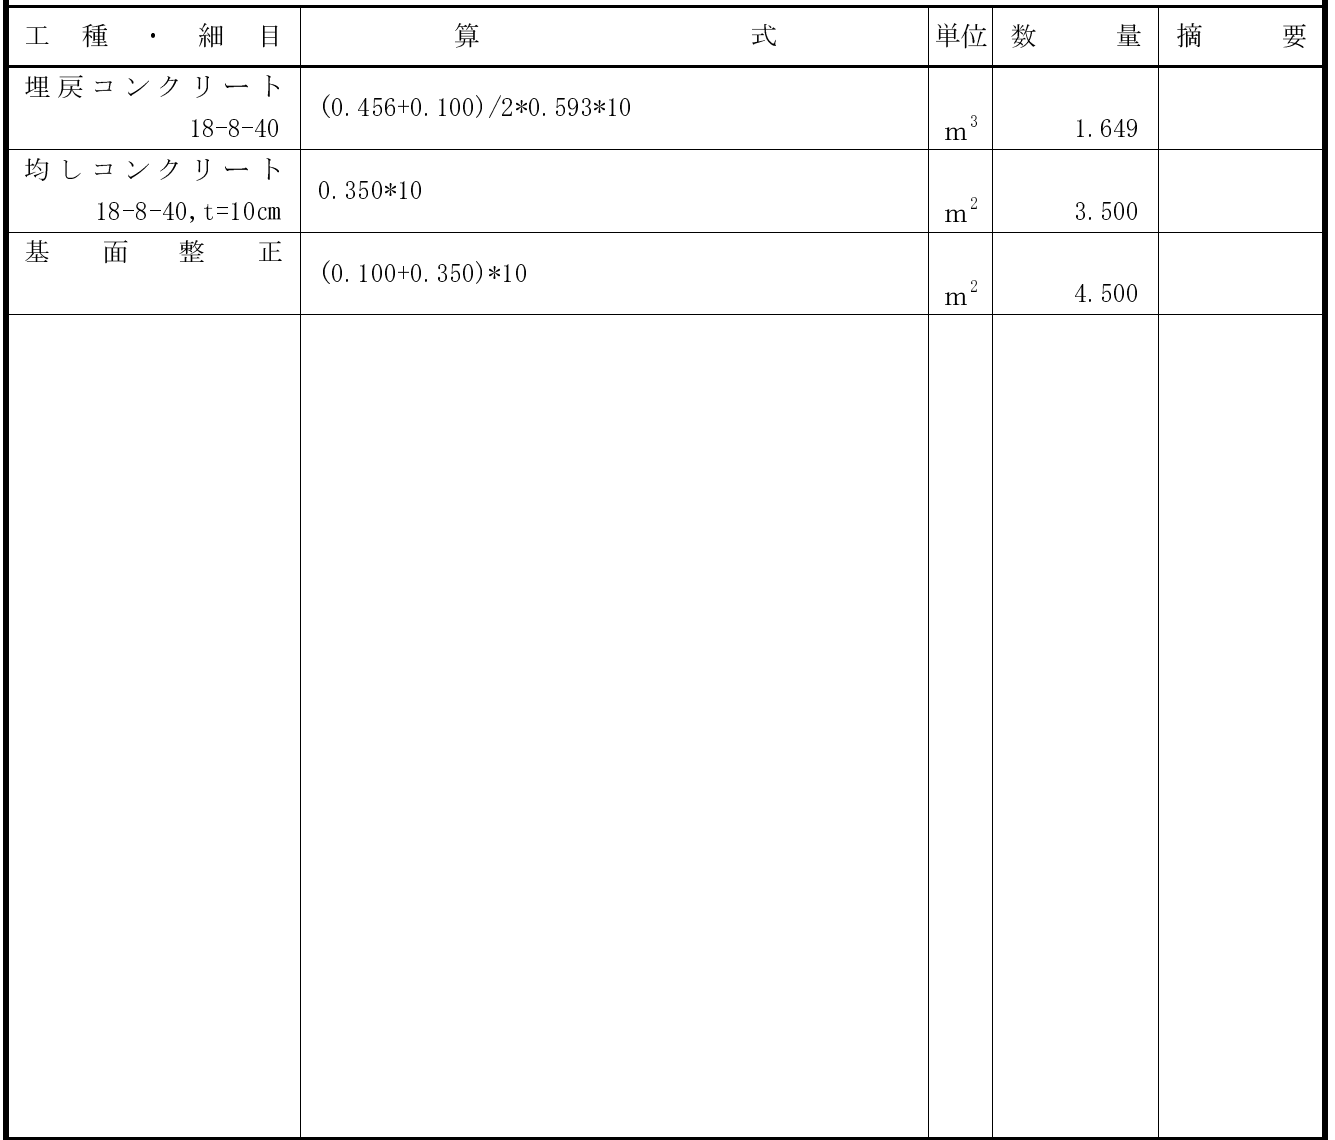 工種・細目 算式 単位 数量 摘要
埋戻コンクリート
(0.456+0.100)/2*0.593*10
18-8-40 m³ 1.649
均しコンクリート
0.350*10
18-8-40,t=10㎝ m² 3.500
基面整正
(0.100+0.350)*10
m² 4.500